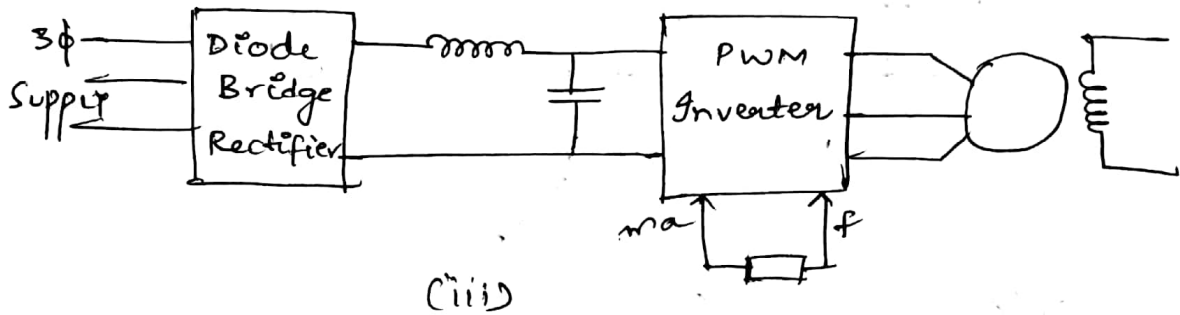 3ϕ
Supply
Diode
Bridge
Rectifier
PWM
Inverter
ma
f
(iii)